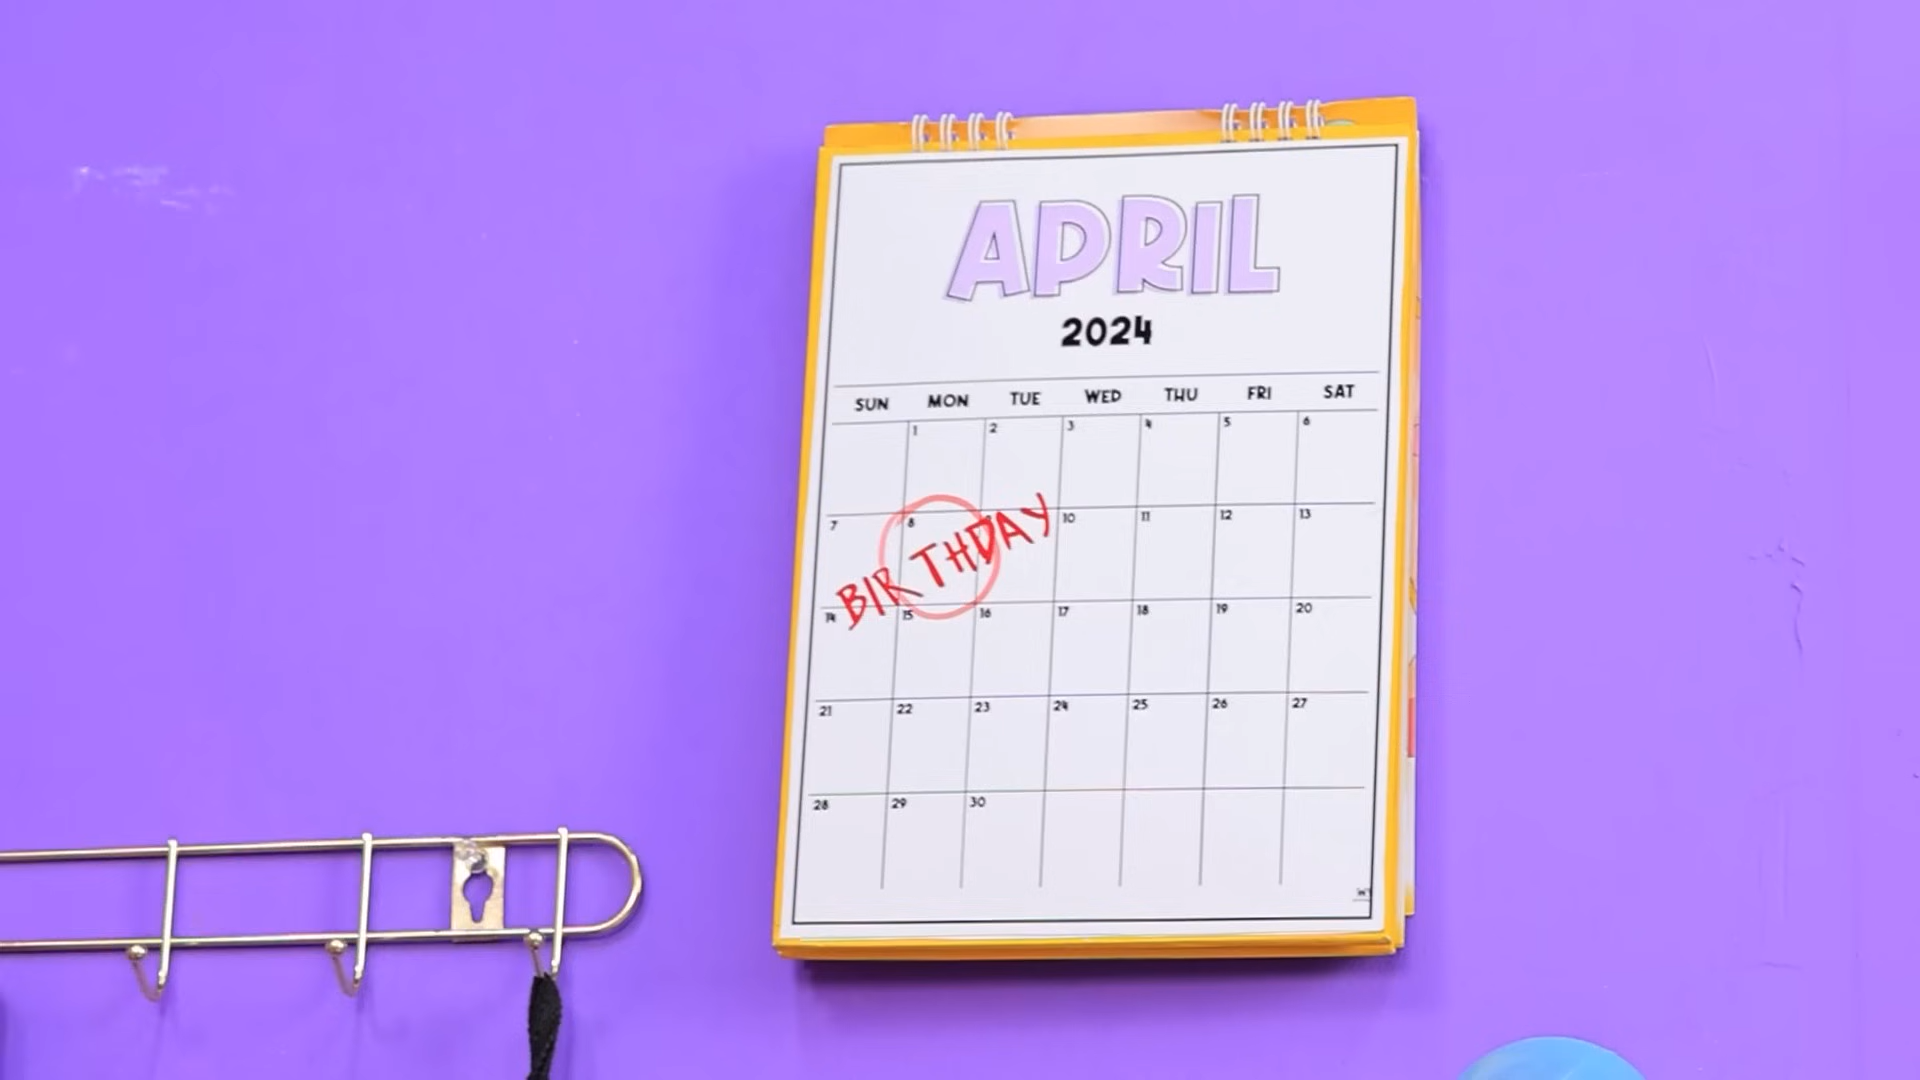 APRIL
2024
SUN MON TUE WED THU FRI SAT
1 2 3 4 5 6
7 8 10 11 12 13
BIRTHDAY
14 15 16 17 18 19 20
21 22 23 24 25 26 27
28 29 30